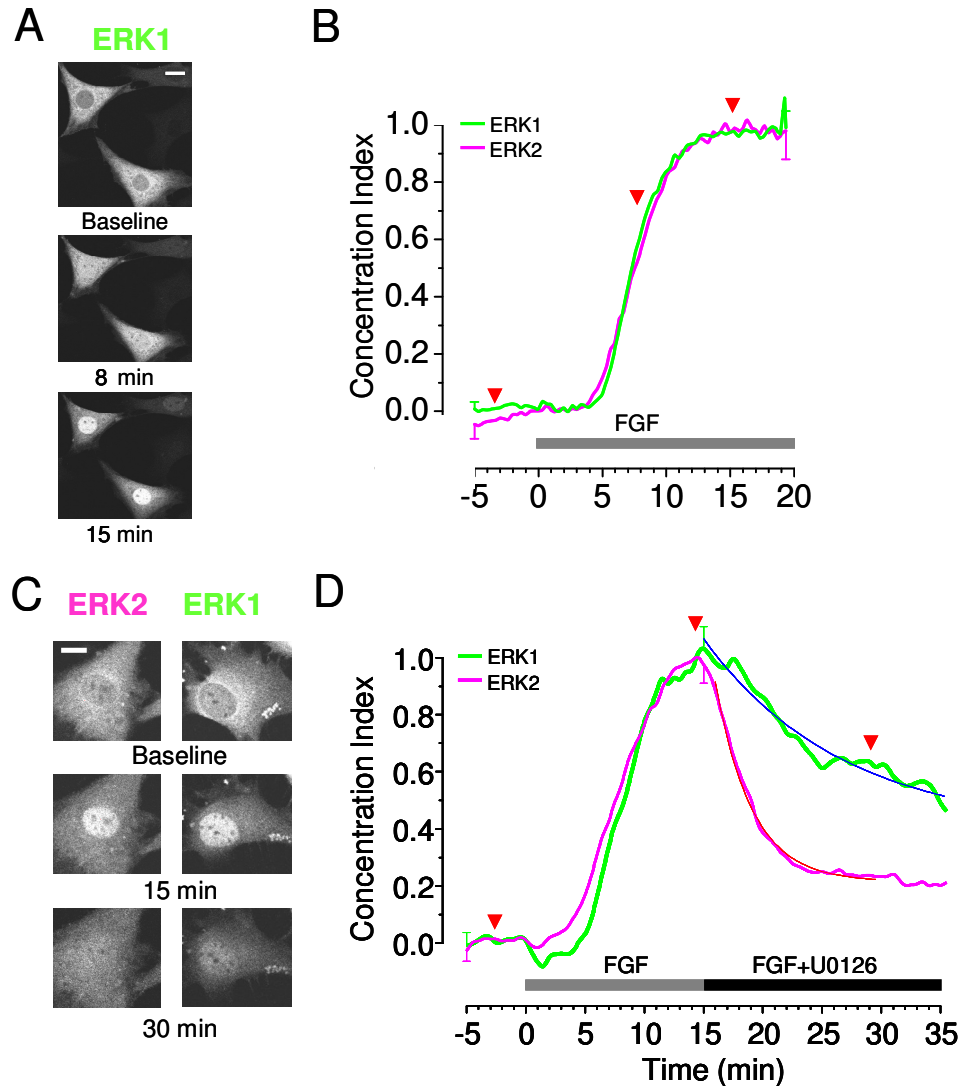 A
ERK1
Baseline
8 min
15 min
B
ERK1
ERK2
Concentration Index
1.0
0.8
0.6
0.4
0.2
0.0
FGF
-5 0 5 10 15 20
C
ERK2 ERK1
Baseline
15 min
30 min
D
ERK1
ERK2
Concentration Index
1.0
0.8
0.6
0.4
0.2
0.0
FGF FGF+U0126
-5 0 5 10 15 20 25 30 35
Time (min)